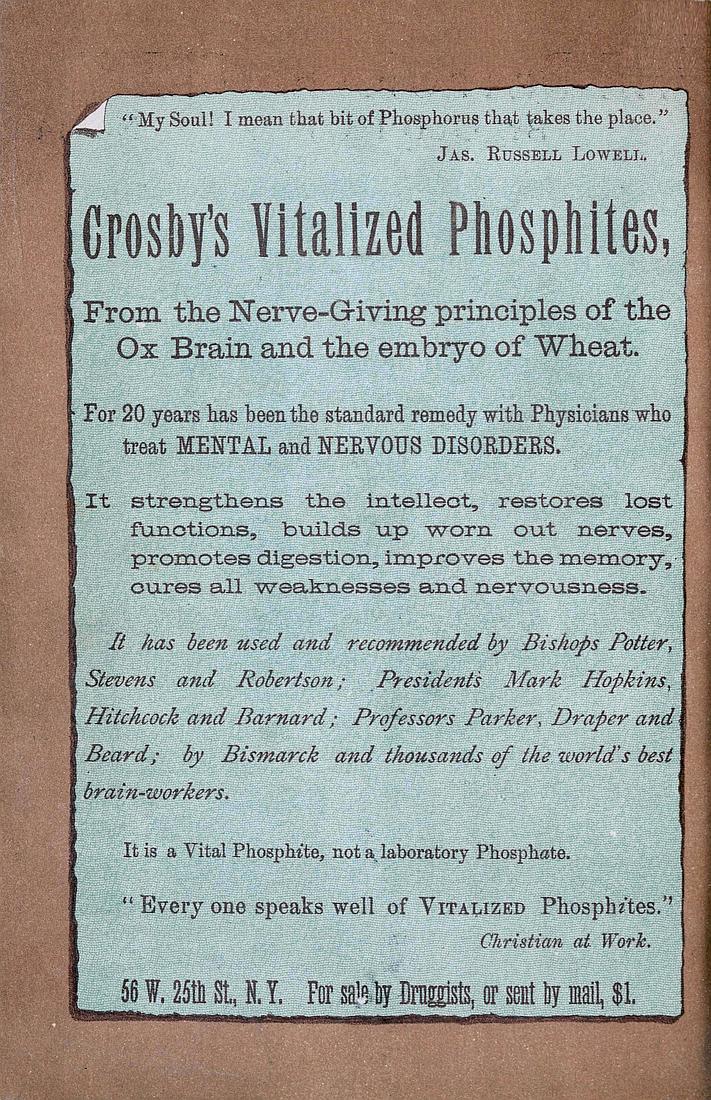 “My Soul! I mean that bit of Phosphorus that takes the place.”
JAS. RUSSELL LOWELL.
Crosby's Vitalized Phosphites,
From the Nerve-Giving principles of the
Ox Brain and the embryo of Wheat.
For 20 years has been the standard remedy with Physicians who
treat MENTAL and NERVOUS DISORDERS.
It strengthens the intellect, restores lost
functions, builds up worn out nerves,
promotes digestion, improves the memory,
cures all weaknesses and nervousness.
It has been used and recommended by Bishops Potter,
Stevens and Robertson; Presidents Mark Hopkins,
Hitchcock and Barnard; Professors Parker, Draper and
Beard; by Bismarck and thousands of the world's best
brain-workers.
It is a Vital Phosphite, not a laboratory Phosphate.
“Every one speaks well of VITALIZED Phosphites.”
Christian at Work.
56 W. 25th St., N. Y. For sale by Druggists, or sent by mail, $1.